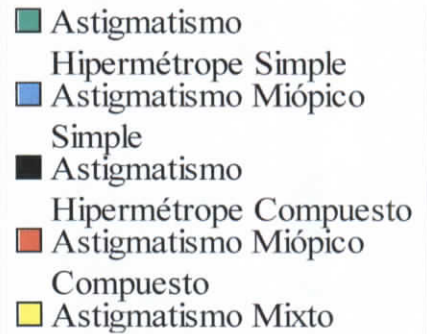 Astigmatismo
Hipermétrope Simple
Astigmatismo Miópico
Simple
Astigmatismo
Hipermétrope Compuesto
Astigmatismo Miópico
Compuesto
Astigmatismo Mixto